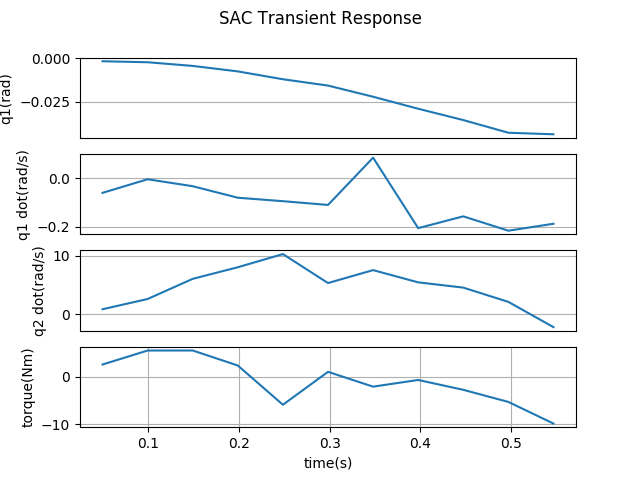 SAC Transient Response
0.000
−0.025
q1(rad)
0.0
−0.2
q1 dot(rad/s)
10
0
q2 dot(rad/s)
0
−10
torque(Nm)
0.1 0.2 0.3 0.4 0.5
time(s)